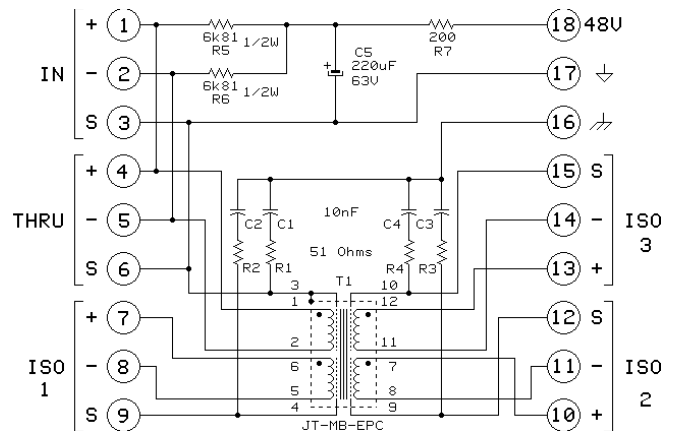 + 1 6k81 R5 1/2W 200 R7 18 48V
IN - 2 6k81 R6 1/2W + C5 220uF 63V 17
S 3 16
+ 4 15 S
THRU - 5 C2 C1 10nF C4 C3 14 - ISO 3
S 6 R2 R1 51 Ohms R4 R3 13 +
3 T1 10
1 12
+ 7 2 11 12 S
ISO 1 - 8 6 7 11 - ISO 2
5 8
S 9 4 9 10 +
JT-MB-EPC